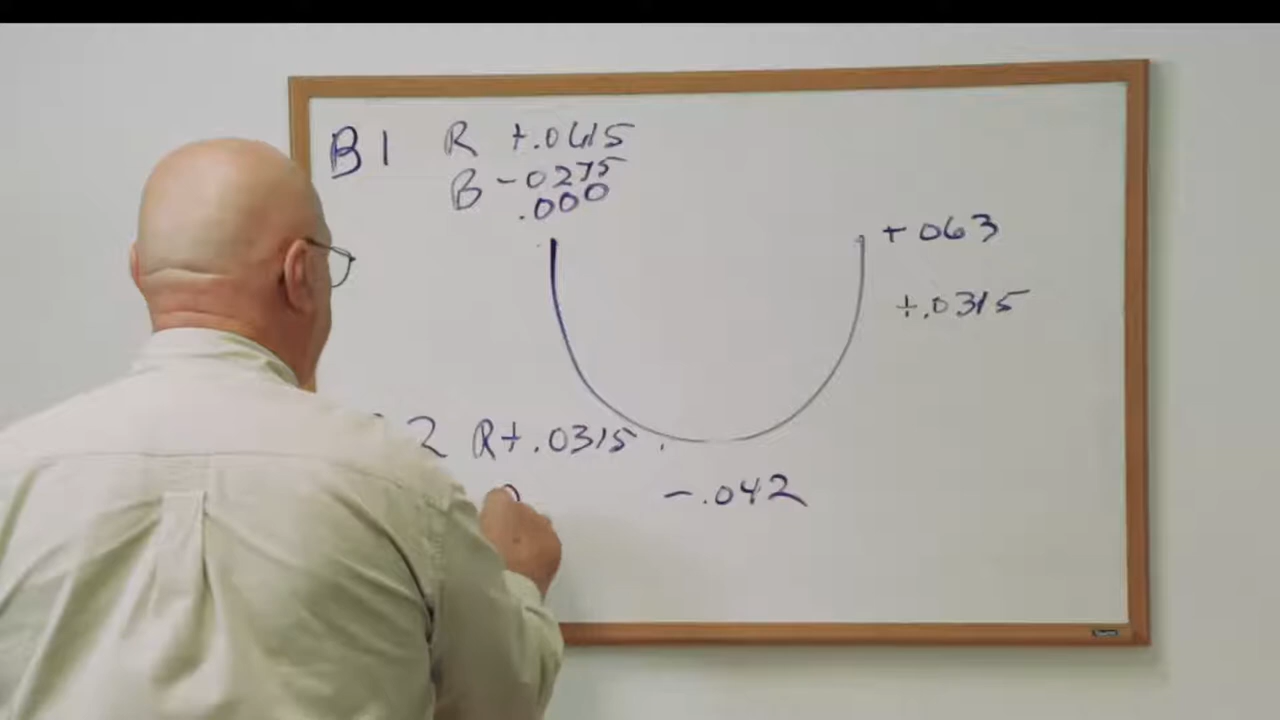 B1 R +.0615
B -0275
.000
+063
+.0315
2 R+.0315
-.042